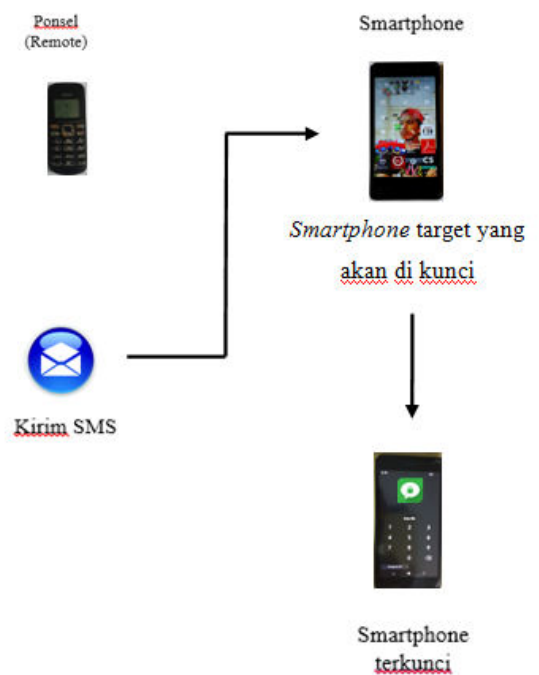 Ponsel
(Remote)
Smartphone
Smartphone target yang
akan di kunci
Kirim SMS
Smartphone
terkunci